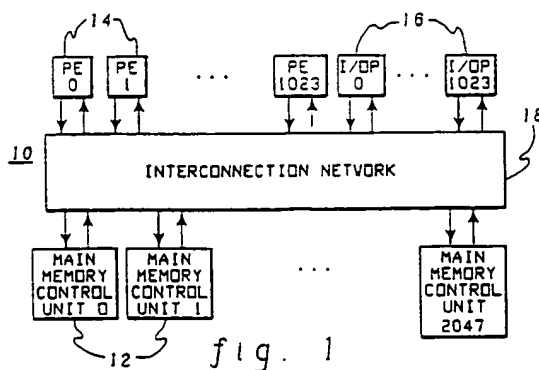 14
16
PE 0
PE 1
...
PE 1023
I/OP 0
...
I/OP 1023
18
10
INTERCONNECTION NETWORK
MAIN MEMORY CONTROL UNIT 0
MAIN MEMORY CONTROL UNIT 1
...
MAIN MEMORY CONTROL UNIT 2047
12
fig. 1